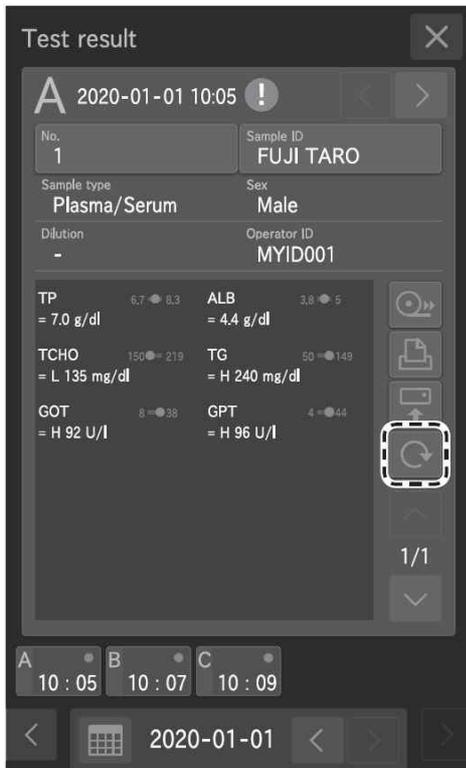 Test result
A 2020-01-01 10:05 !
No. Sample ID
1 FUJI TARO
Sample type Sex
Plasma/Serum Male
Dilution Operator ID
- MYID001
TP 6,7 8,3 ALB 3,8 5
= 7.0 g/dl = 4.4 g/dl
TCHO 150 219 TG 50 149
= L 135 mg/dl = H 240 mg/dl
GOT 8 38 GPT 4 44
= H 92 U/l = H 96 U/l
1/1
A B C
10 : 05 10 : 07 10 : 09
2020-01-01